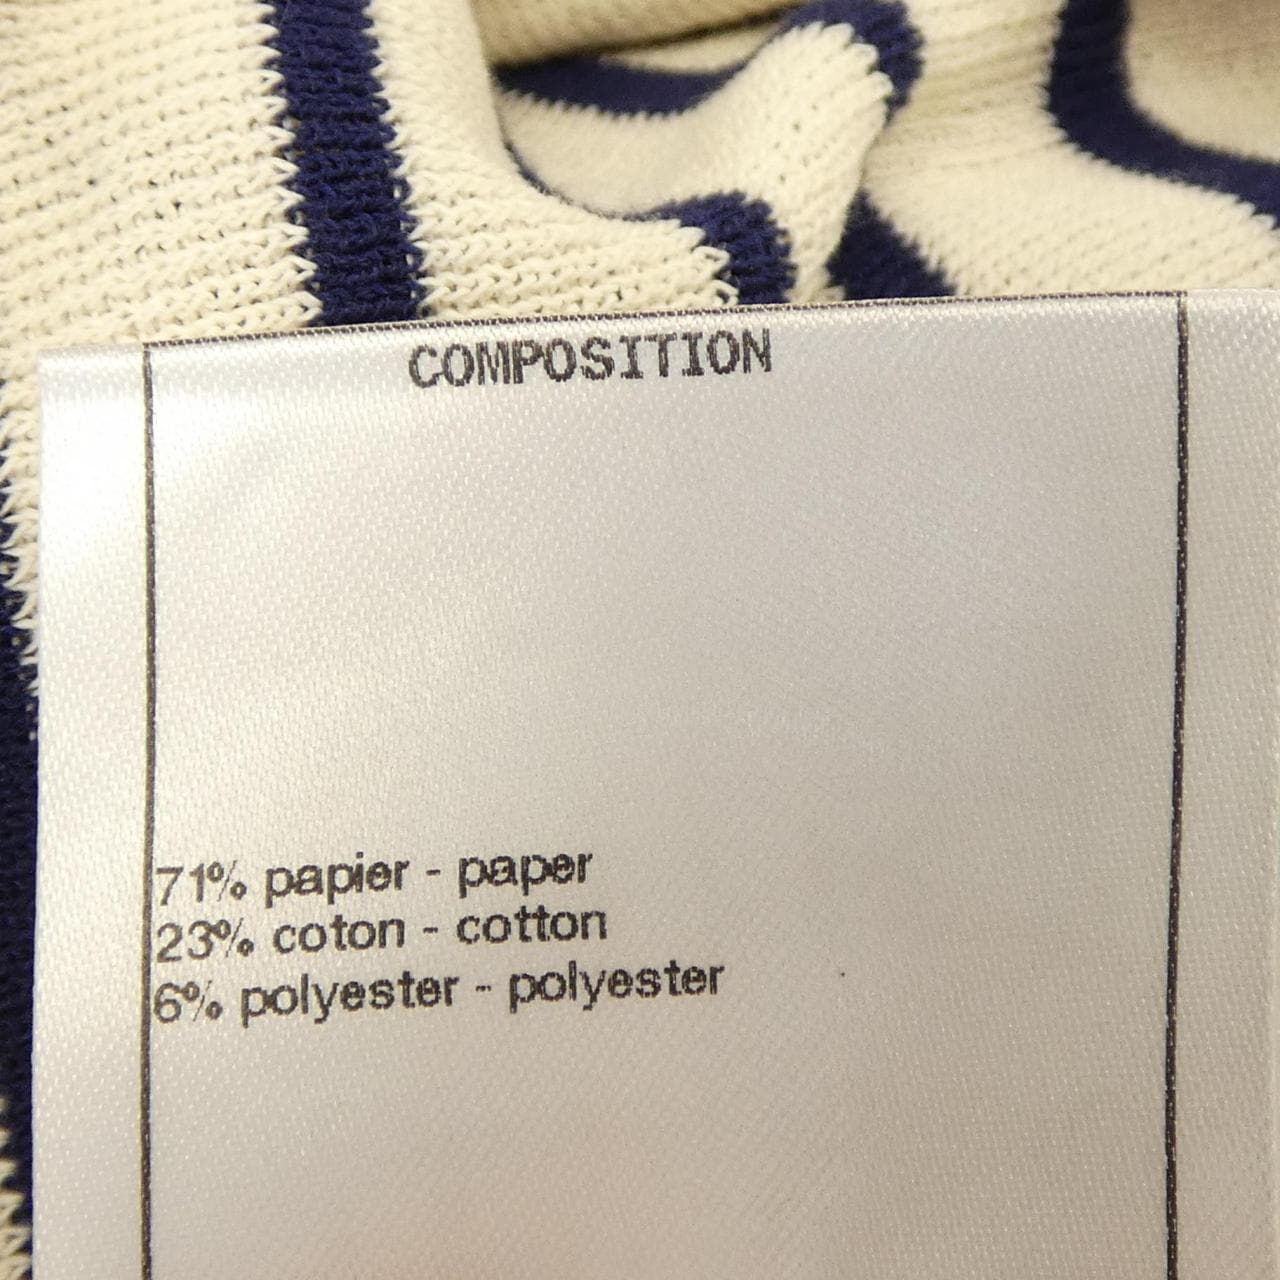 COMPOSITION
71% papier - paper
23% coton - cotton
6% polyester - polyester